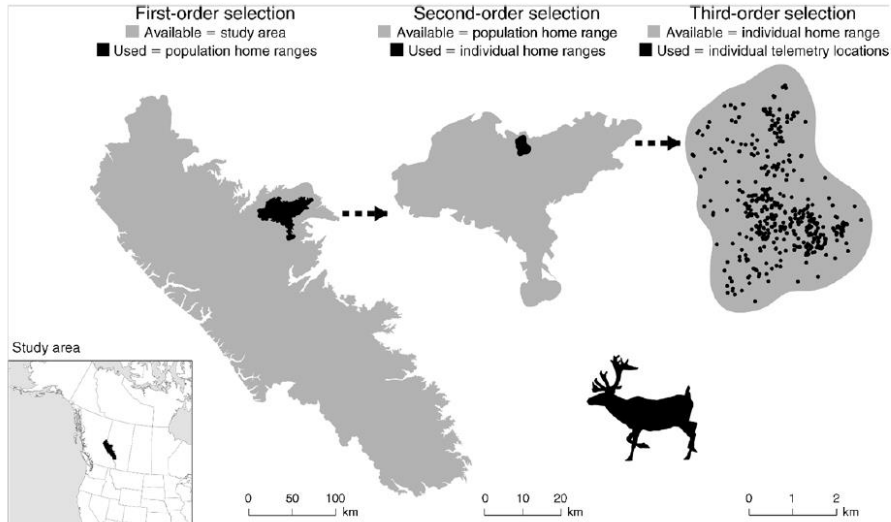 First-order selection
Available = study area
Used = population home ranges
Second-order selection
Available = population home range
Used = individual home ranges
Third-order selection
Available = individual home range
Used = individual telemetry locations
Study area
0 50 100
km
0 10 20
km
0 1 2
km